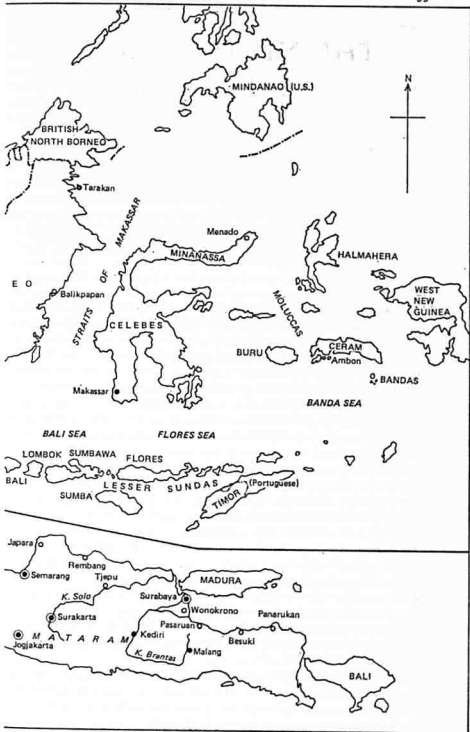 MINDANAO (U.S.)
N
BRITISH
NORTH BORNEO
Tarakan
STRAITS OF MAKASSAR
Menado
MINANASSA
HALMAHERA
E O
Balikpapan
MOLUCCAS
WEST
NEW
GUINEA
CELEBES
BURU
CERAM
Ambon
BANDAS
Makassar
BANDA SEA
BALI SEA
FLORES SEA
LOMBOK
SUMBAWA
FLORES
BALI
LESSER SUNDAS
(Portuguese)
SUMBA
TIMOR
Japara
Rembang
Semarang
Tjepu
MADURA
K. Solo
Surabaya
Wonokrono
Surakarta
Pasaruan
Panarukan
MATARAM
Kediri
Besuki
Jogjakarta
Malang
K. Brantas
BALI